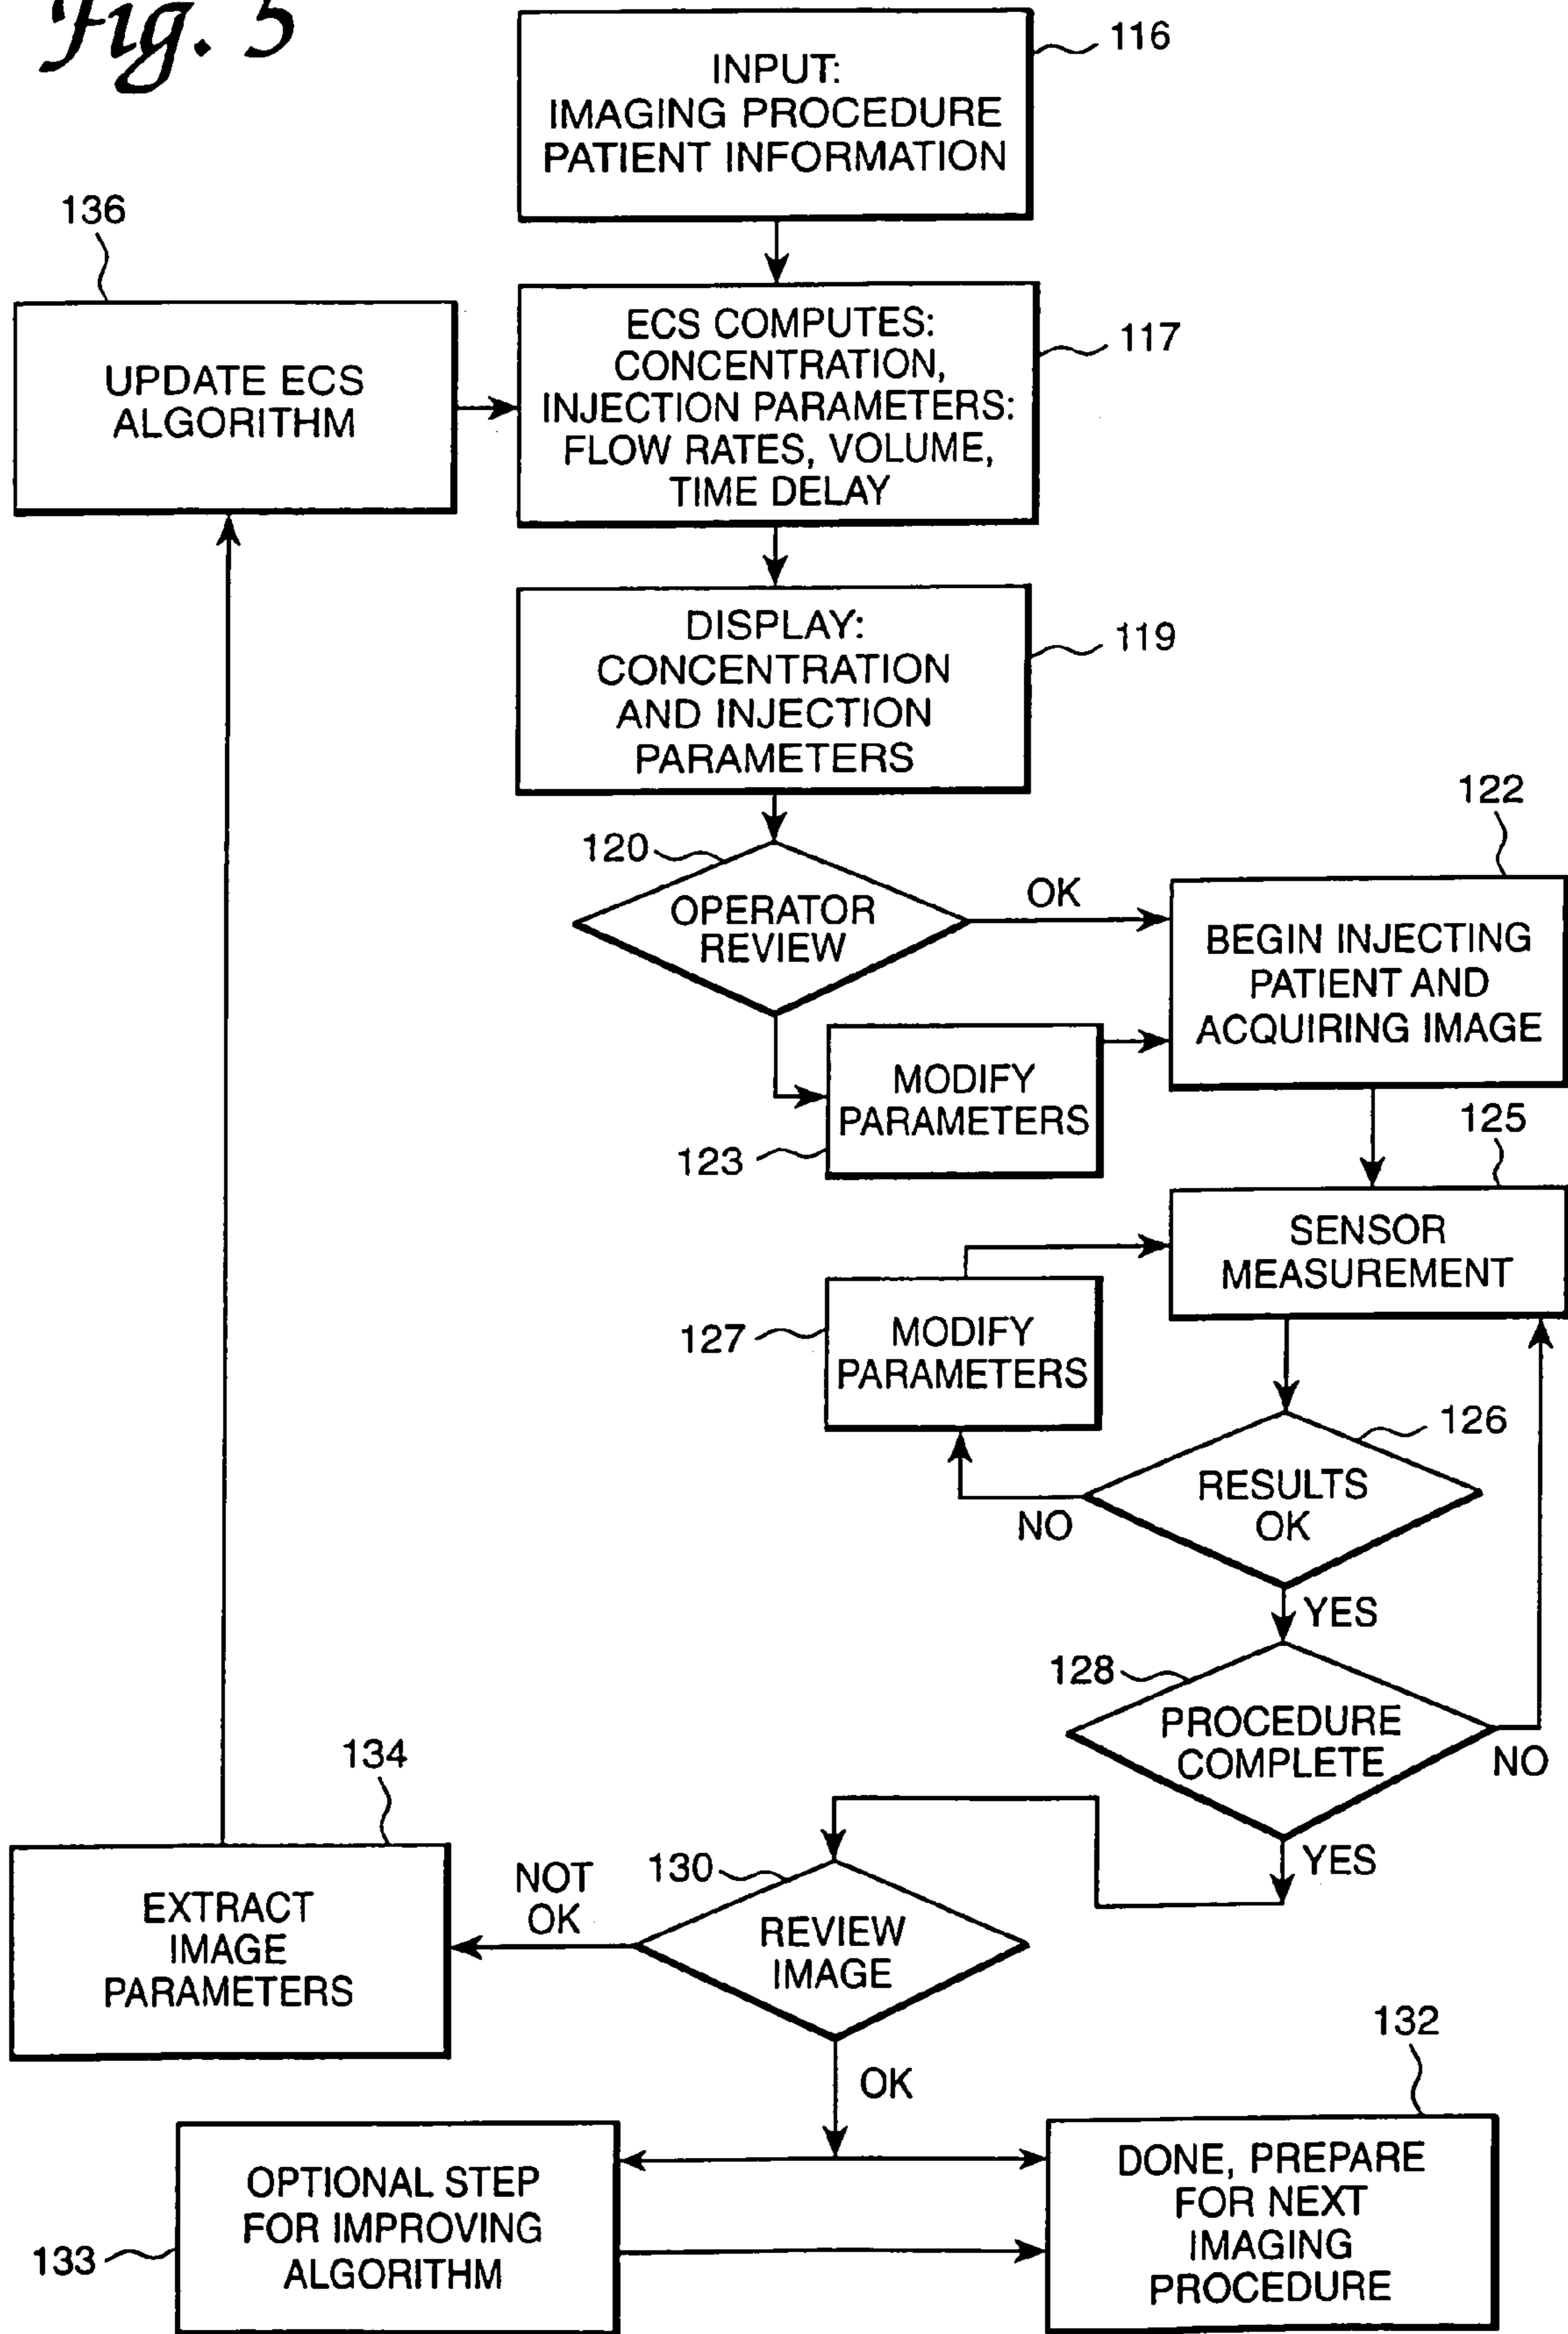 Fig. 5
INPUT:
IMAGING PROCEDURE
PATIENT INFORMATION
116
136
UPDATE ECS
ALGORITHM
ECS COMPUTES:
CONCENTRATION,
INJECTION PARAMETERS:
FLOW RATES, VOLUME,
TIME DELAY
117
DISPLAY:
CONCENTRATION
AND INJECTION
PARAMETERS
119
120
OPERATOR
REVIEW
OK
122
BEGIN INJECTING
PATIENT AND
ACQUIRING IMAGE
MODIFY
PARAMETERS
123
125
SENSOR
MEASUREMENT
127
MODIFY
PARAMETERS
126
RESULTS
OK
NO
YES
128
PROCEDURE
COMPLETE
NO
YES
134
EXTRACT
IMAGE
PARAMETERS
NOT
OK
130
REVIEW
IMAGE
OK
132
OPTIONAL STEP
FOR IMPROVING
ALGORITHM
133
DONE, PREPARE
FOR NEXT
IMAGING
PROCEDURE